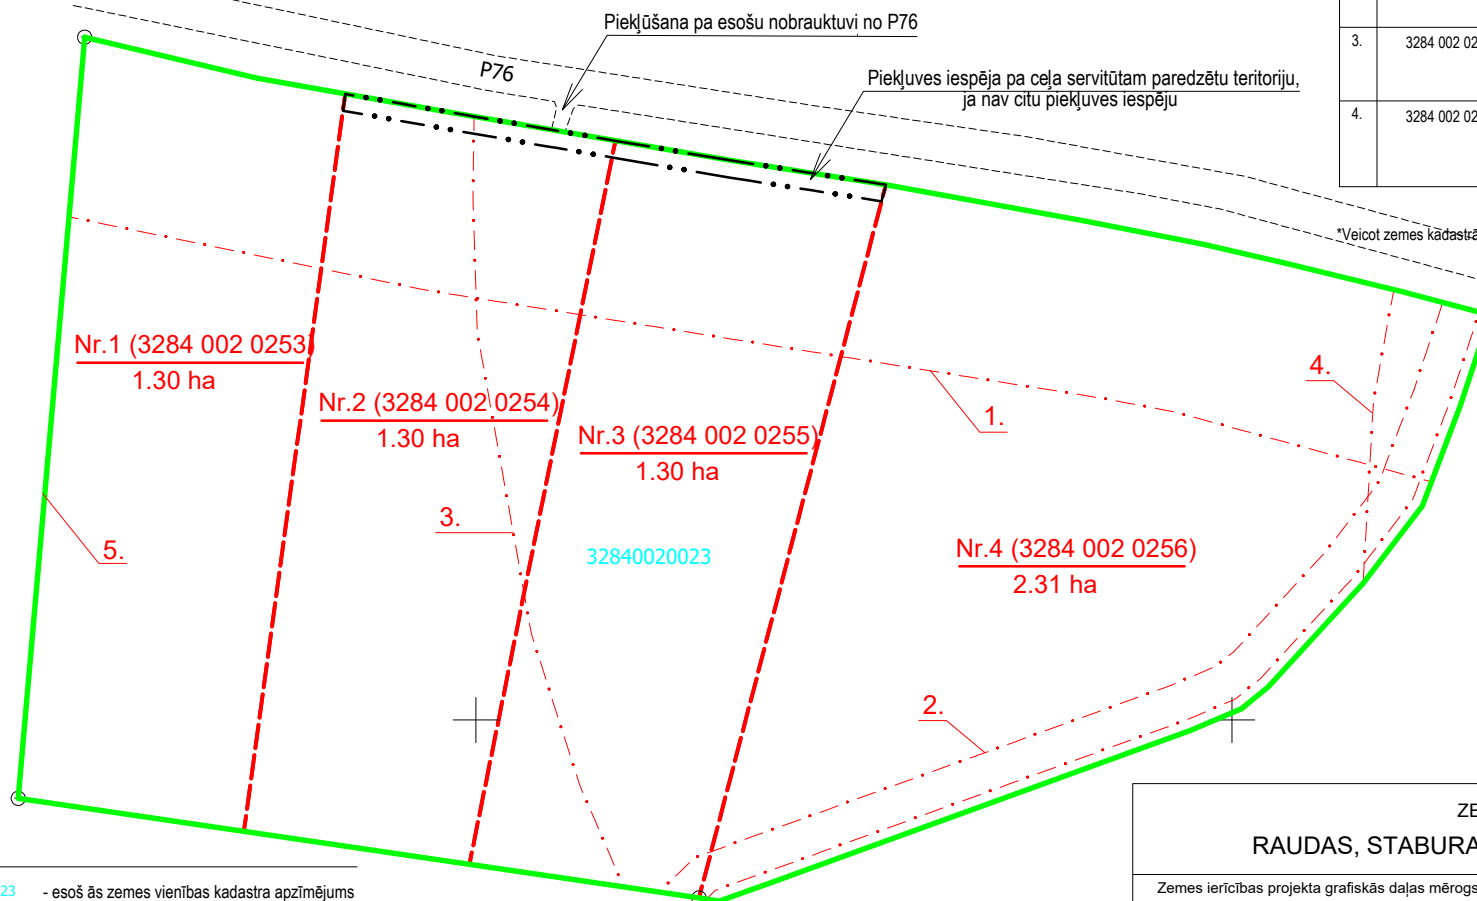 Piekļūšana pa esošu nobrauktuvi no P76
P76
Piekļuves iespēja pa ceļa servitūtam paredzētu teritoriju,
ja nav citu piekļuves iespēju
3. 3284 002 02
4. 3284 002 02
*Veicot zemes kadastrā
Nr.1 (3284 002 0253)
1.30 ha
Nr.2 (3284 002 0254)
1.30 ha
Nr.3 (3284 002 0255)
1.30 ha
4.
1.
3.
5.
32840020023
Nr.4 (3284 002 0256)
2.31 ha
2.
ZE
RAUDAS, STABURA
Zemes ierīcības projekta grafiskās daļas mērogs
23 - esoš ās zemes vienības kadastra apzīmējums